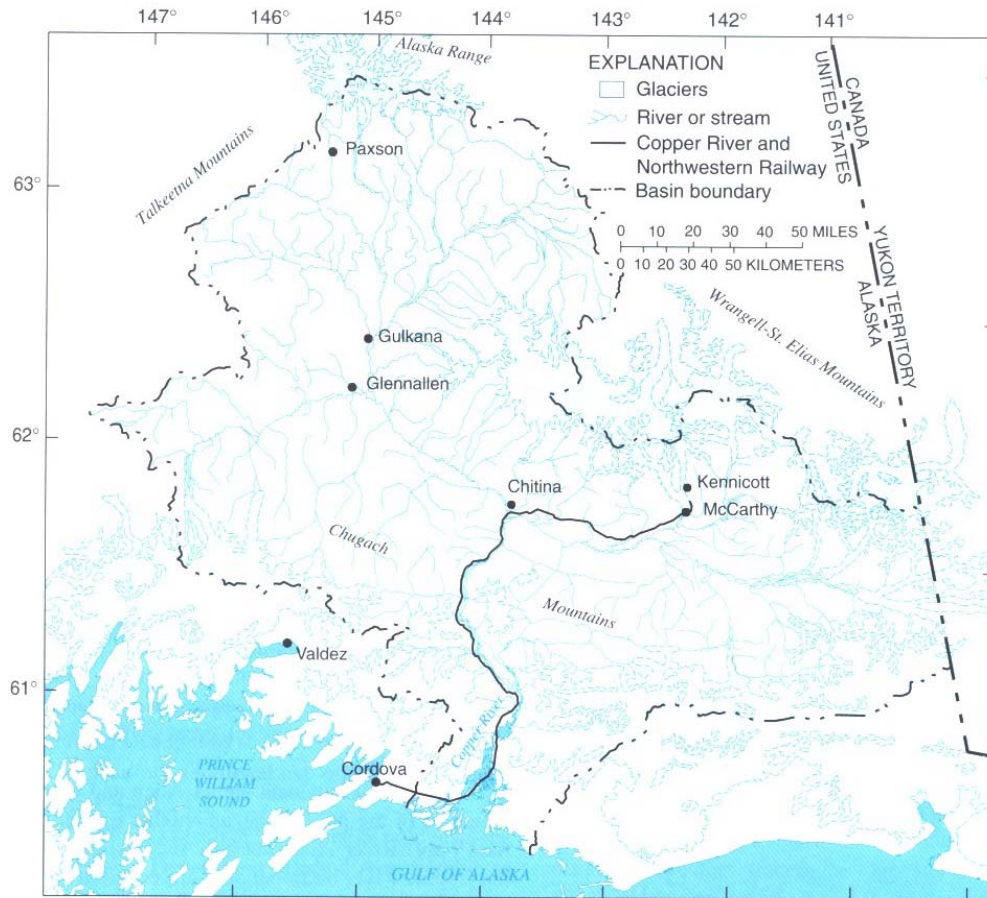 147°
145°
144°
143°
142°
141°
Alaska Range
EXPLANATION
Glaciers
River or stream
Copper River and
Northwestern Railway
Basin boundary
0 10 20 30 40 50 MILES
0 10 20 30 40 50 KILOMETERS
CANADA
UNITED STATES
Talkeetna Mountains
Paxson
63°
YUKON TERRITORY
ALASKA
Wrangell-St. Elias Mountains
Gulkana
Glennallen
62°
Chitina
Kennicott
McCarthy
Chugach
Mountains
Valdez
61°
Copper River
Cordova
PRINCE
WILLIAM
SOUND
GULF OF ALASKA